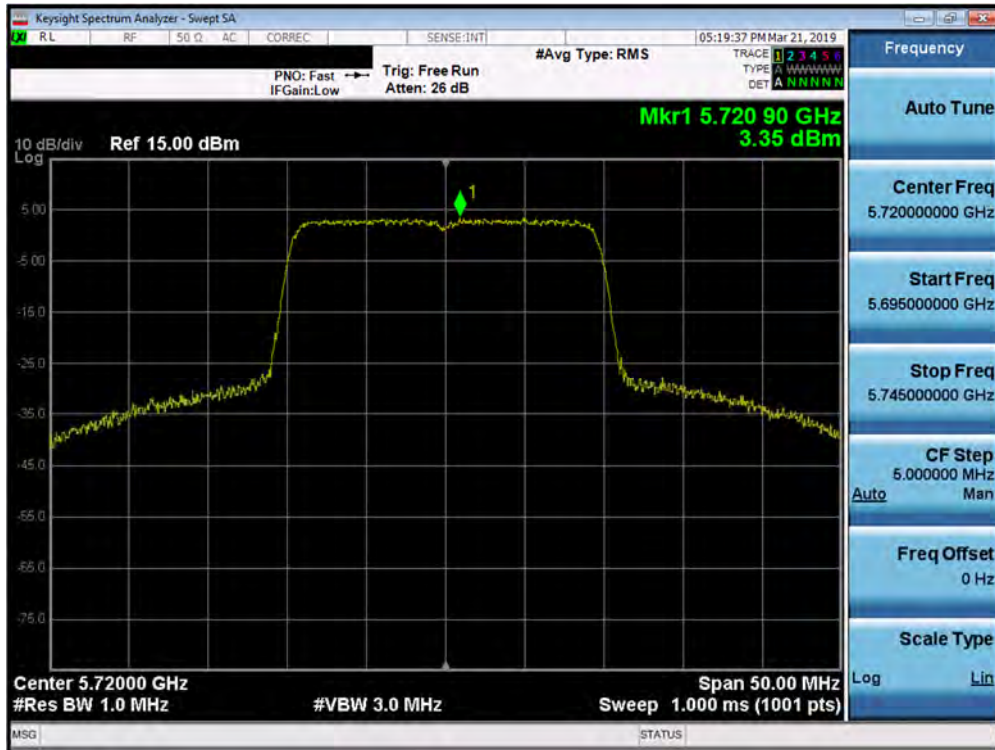 Keysight Spectrum Analyzer - Swept SA
LXI RL RF 50 Ω AC CORREC SENSE:INT 05:19:37 PM Mar 21, 2019
#Avg Type: RMS TRACE 1 2 3 4 5 6
PNO: Fast Trig: Free Run TYPE A WWWWW
IFGain:Low Atten: 26 dB DET A N N N N N
Mkr1 5.720 90 GHz
3.35 dBm
10 dB/div Ref 15.00 dBm
Log
1
5.00
-5.00
-15.0
-25.0
-35.0
-45.0
-55.0
-65.0
-75.0
Center 5.72000 GHz Span 50.00 MHz
#Res BW 1.0 MHz #VBW 3.0 MHz Sweep 1.000 ms (1001 pts)
MSG STATUS
Frequency
Auto Tune
Center Freq
5.720000000 GHz
Start Freq
5.695000000 GHz
Stop Freq
5.745000000 GHz
CF Step
5.000000 MHz
Auto Man
Freq Offset
0 Hz
Scale Type
Log Lin